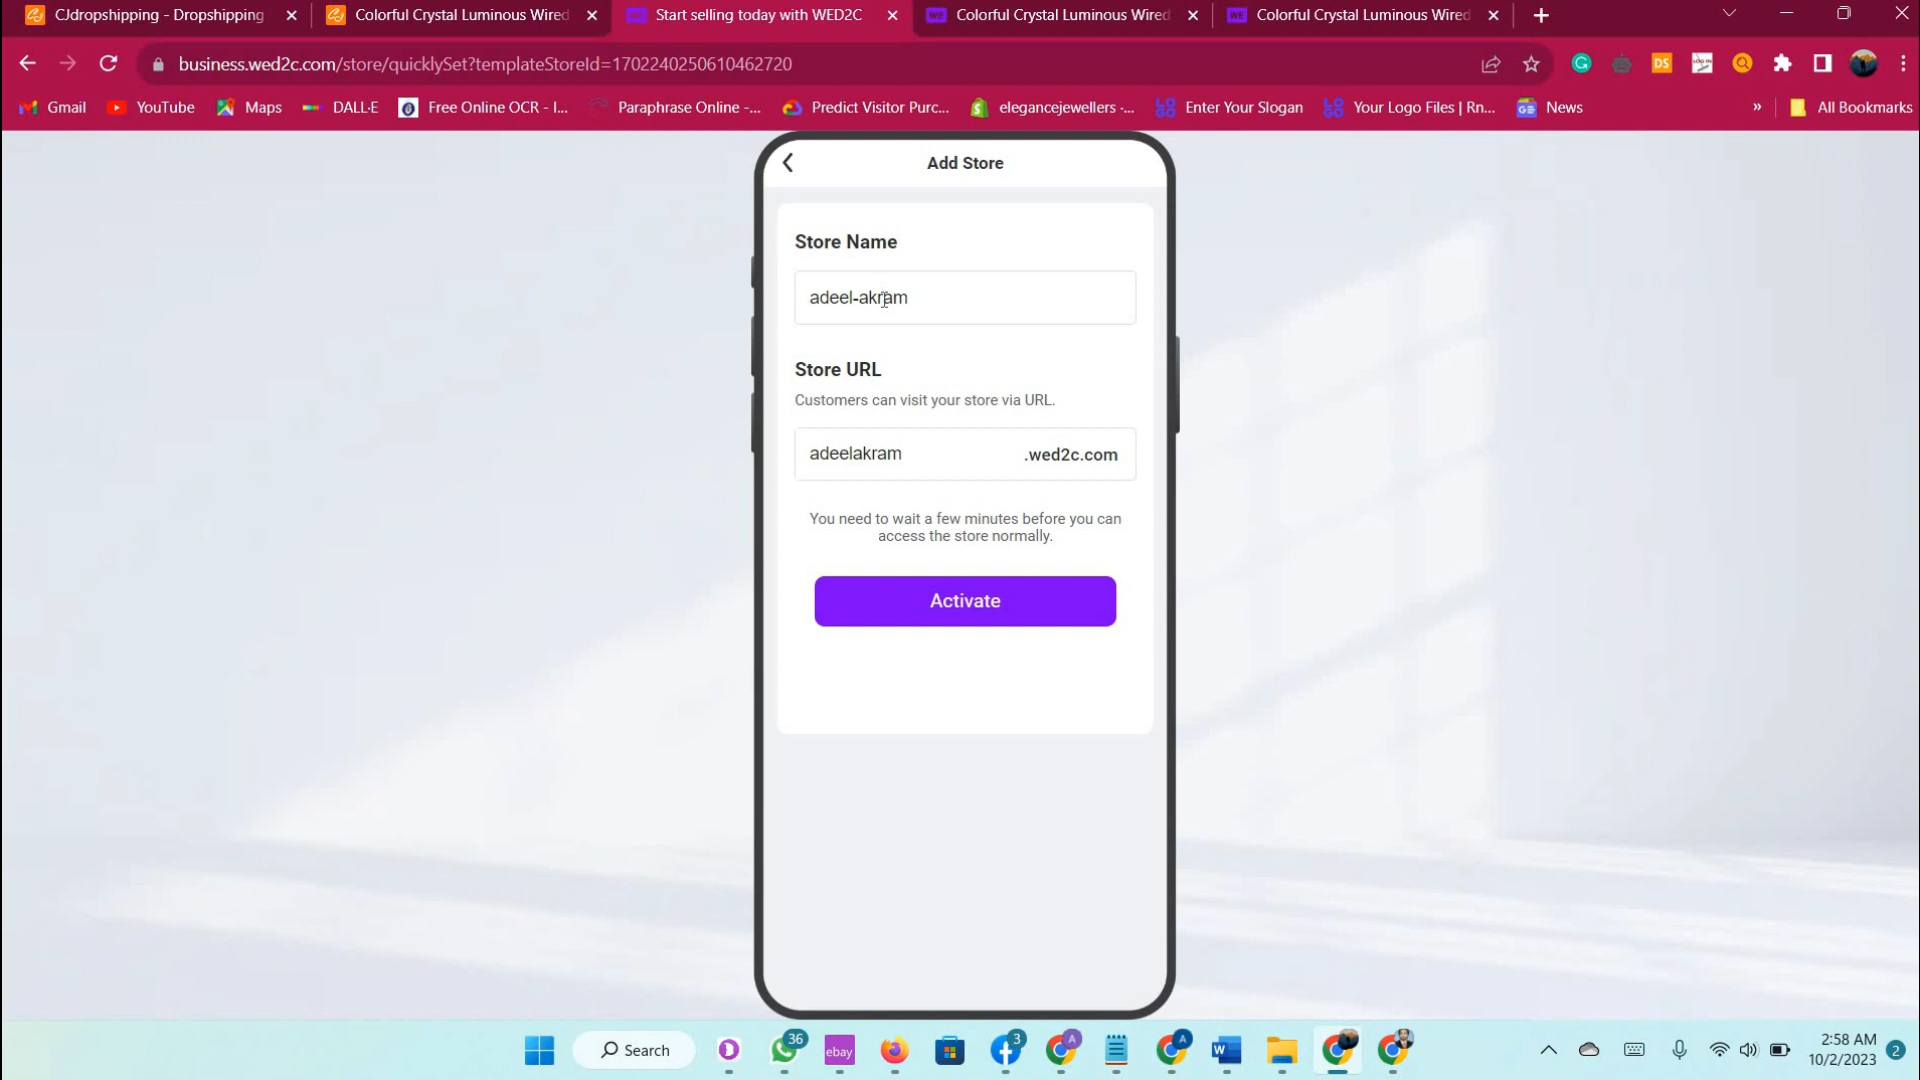 CJdropshipping - Dropshipping
Colorful Crystal Luminous Wired
WE
Start selling today with WED2C
WE
Colorful Crystal Luminous Wired
WE
Colorful Crystal Luminous Wired
business.wed2c.com/store/quicklySet?templateStoreId=1702240250610462720
DS
Gmail
YouTube
Maps
DALL·E
Free Online OCR - I...
Paraphrase Online -...
Predict Visitor Purc...
elegancejewellers -...
Enter Your Slogan
Your Logo Files | Rn...
News
»
All Bookmarks
Add Store
Store Name
adeel-akram
Store URL
Customers can visit your store via URL.
adeelakram
.wed2c.com
You need to wait a few minutes before you can
access the store normally.
Activate
Search
36
ebay
3
A
A
W
2:58 AM
10/2/2023
2